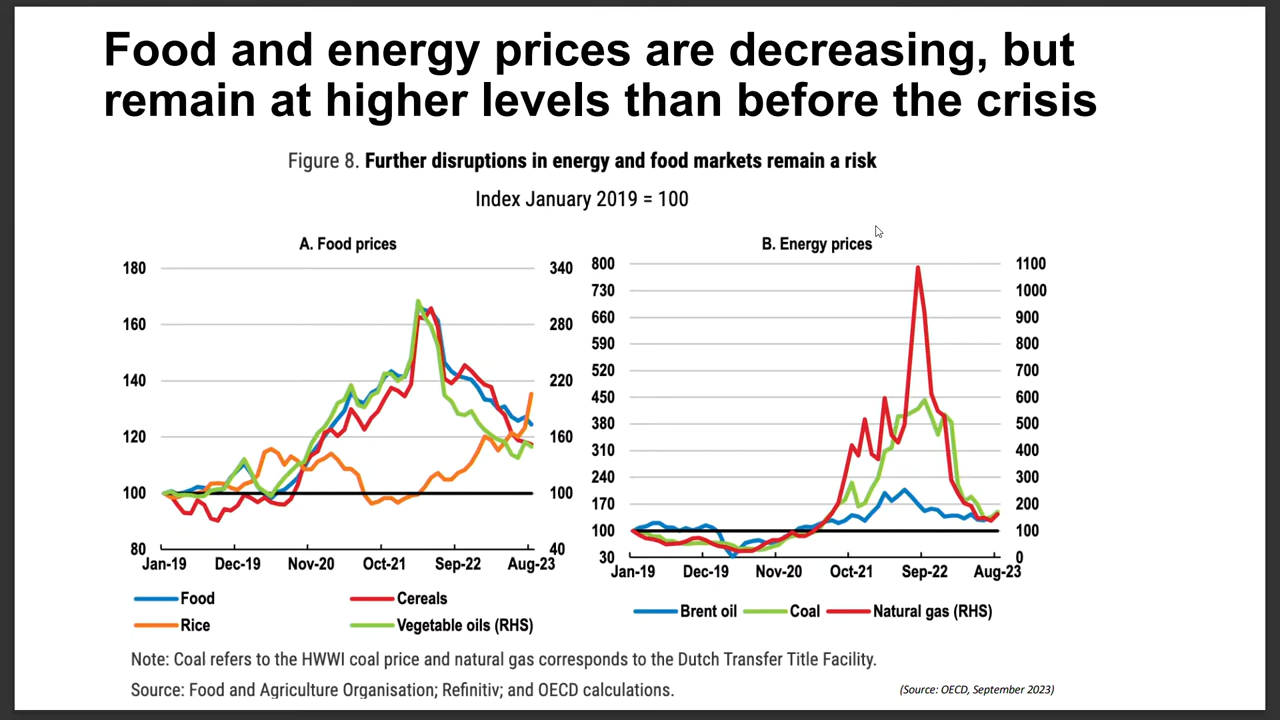 Food and energy prices are decreasing, but
remain at higher levels than before the crisis
Figure 8. Further disruptions in energy and food markets remain a risk
Index January 2019 = 100
A. Food prices
180
160
140
120
100
80
340
280
220
160
100
40
Jan-19 Dec-19 Nov-20 Oct-21 Sep-22 Aug-23
Food Cereals
Rice Vegetable oils (RHS)
B. Energy prices
800
730
660
590
520
450
380
310
240
170
100
30
1100
1000
900
800
700
600
500
400
300
200
100
0
Jan-19 Dec-19 Nov-20 Oct-21 Sep-22 Aug-23
Brent oil Coal Natural gas (RHS)
Note: Coal refers to the HWWI coal price and natural gas corresponds to the Dutch Transfer Title Facility.
Source: Food and Agriculture Organisation; Refinitiv; and OECD calculations.
(Source: OECD, September 2023)